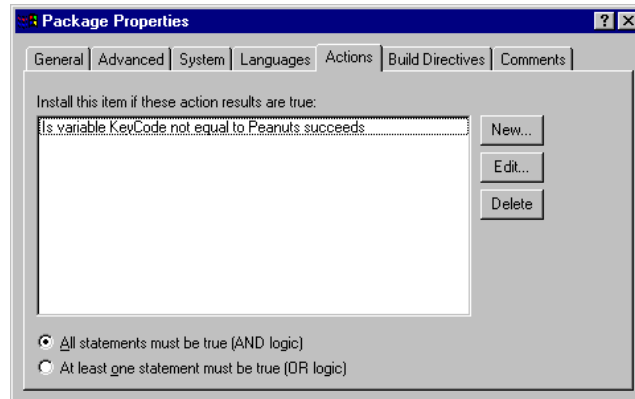 Package Properties
General Advanced System Languages Actions Build Directives Comments
Install this item if these action results are true:
Is variable KeyCode not equal to Peanuts succeeds
New...
Edit...
Delete
All statements must be true (AND logic)
At least one statement must be true (OR logic)